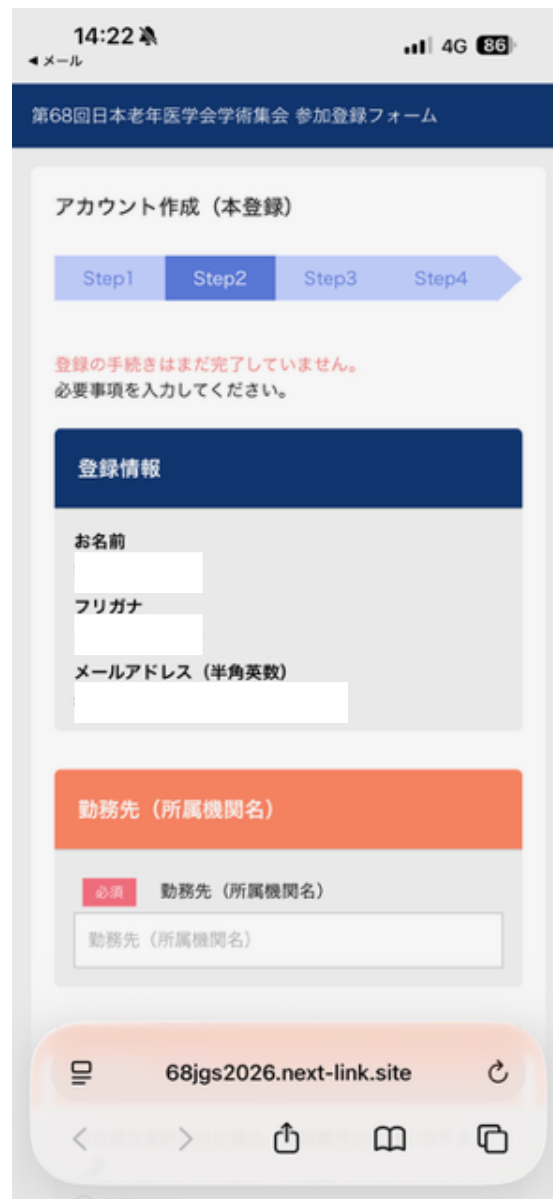 14:22
メール
4G 86
第68回日本老年医学会学術集会 参加登録フォーム
アカウント作成（本登録）
Step1 Step2 Step3 Step4
登録の手続きはまだ完了していません。
必要事項を入力してください。
登録情報
お名前
フリガナ
メールアドレス（半角英数）
勤務先（所属機関名）
必須 勤務先（所属機関名）
勤務先（所属機関名）
68jgs2026.next-link.site